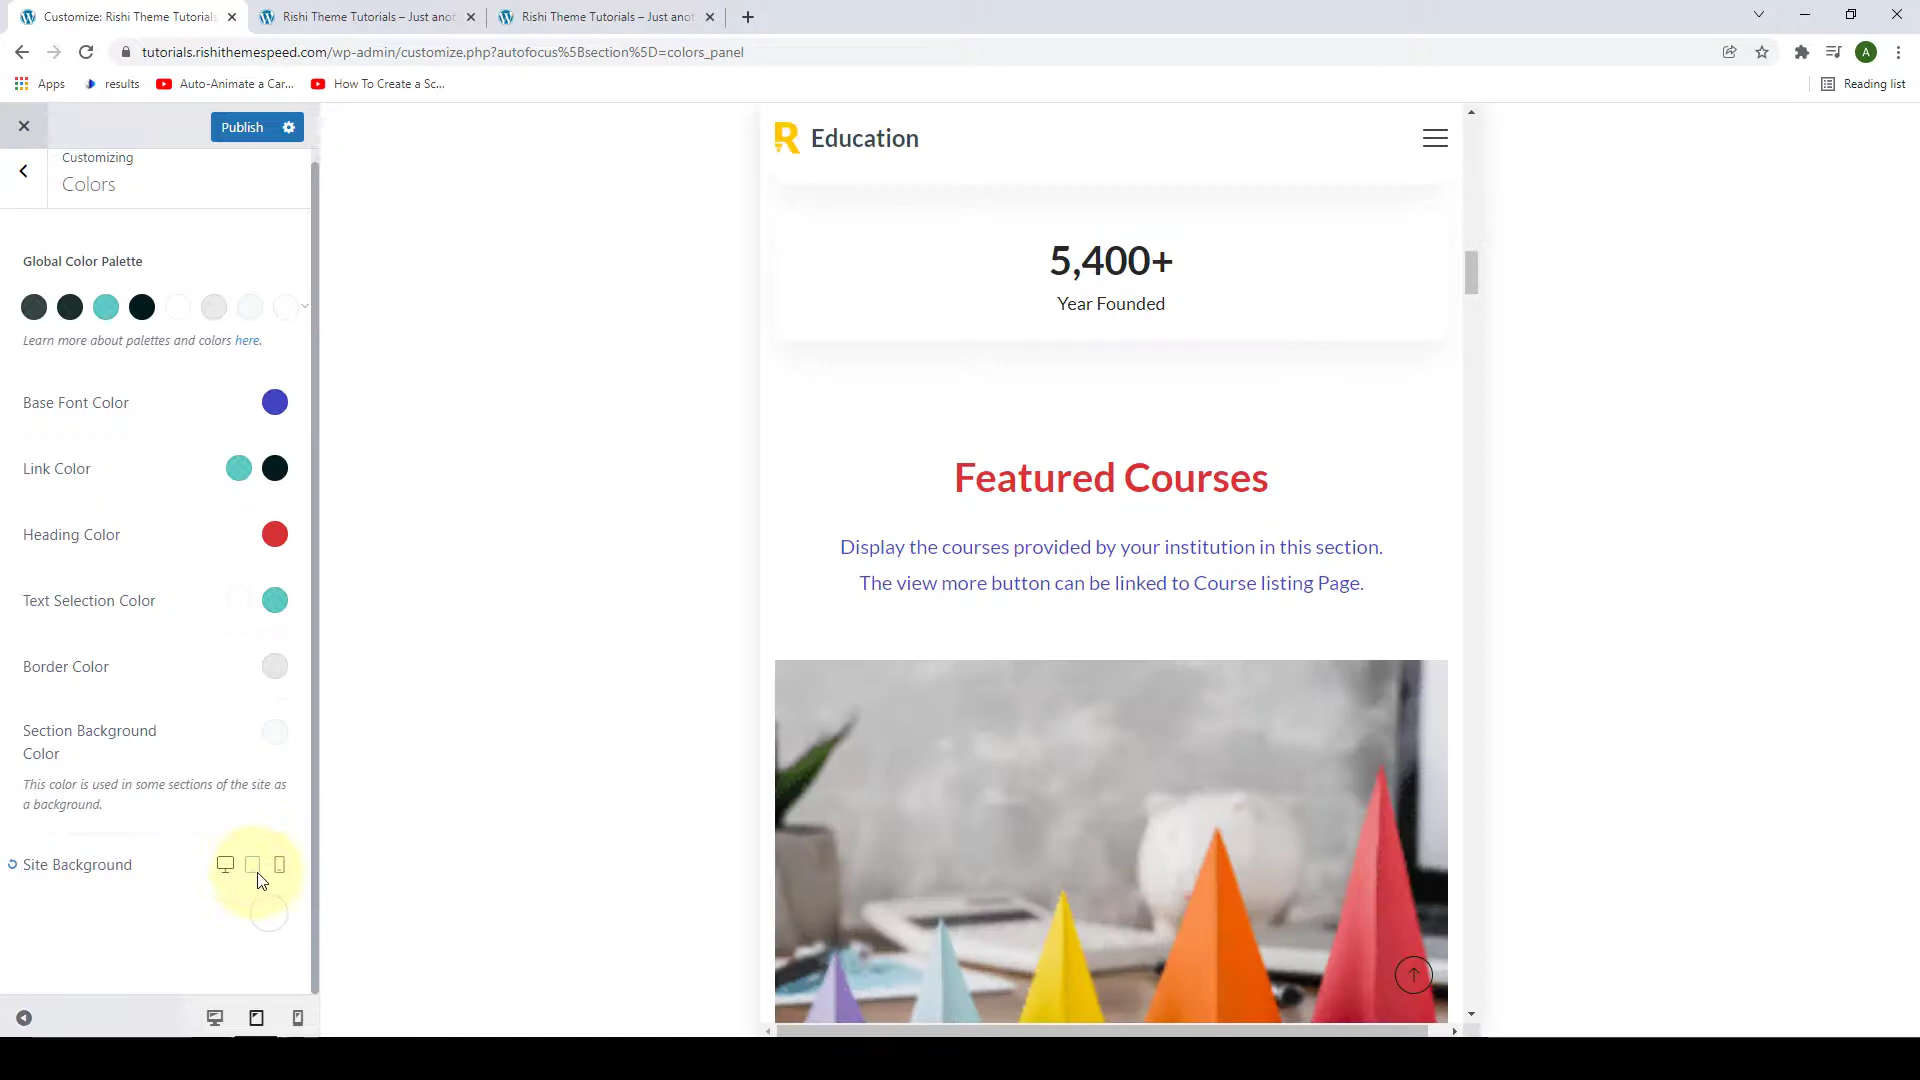 Customize: Rishi Theme Tutorials
Rishi Theme Tutorials – Just anot
Rishi Theme Tutorials – Just anot
tutorials.rishithemespeed.com/wp-admin/customize.php?autofocus%5Bsection%5D=colors_panel
A
Apps
results
Auto-Animate a Car...
How To Create a Sc...
Reading list
Publish
Customizing
Colors
Global Color Palette
Learn more about palettes and colors here.
Base Font Color
Link Color
Heading Color
Text Selection Color
Border Color
Section Background
Color
This color is used in some sections of the site as
a background.
Site Background
R Education
5,400+
Year Founded
Featured Courses
Display the courses provided by your institution in this section.
The view more button can be linked to Course listing Page.